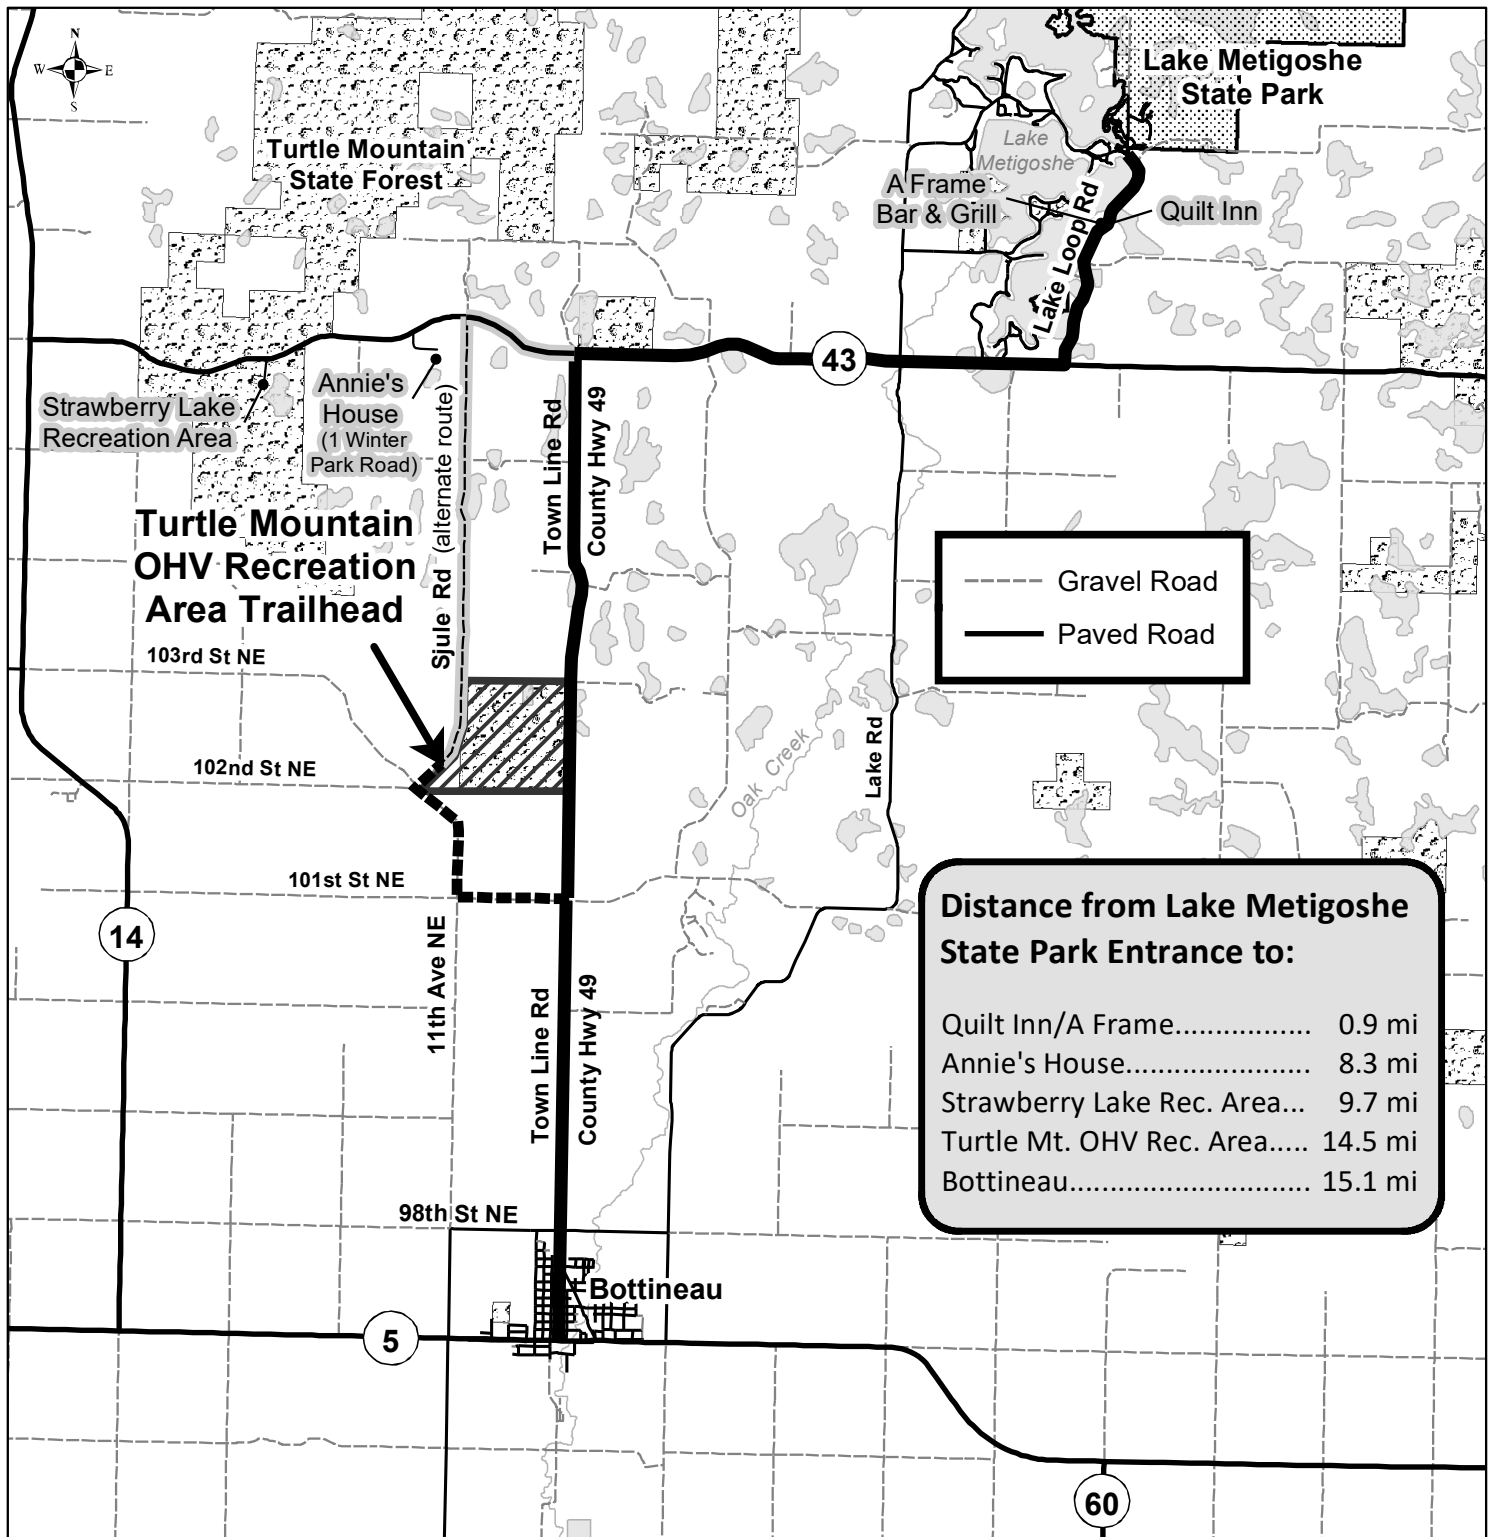 N
W
E
S
Lake Metigoshe
State Park
Turtle Mountain
State Forest
Lake
Metigoshe
A Frame
Bar & Grill
Lake Loop Rd
Quilt Inn
43
Strawberry Lake
Recreation Area
Annie's
House
(1 Winter
Park Road)
Sjule Rd (alternate route)
Town Line Rd
County Hwy 49
Turtle Mountain
OHV Recreation
Area Trailhead
Gravel Road
Paved Road
103rd St NE
102nd St NE
Oak Creek
Lake Rd
101st St NE
14
11th Ave NE
Town Line Rd
County Hwy 49
Distance from Lake Metigoshe
State Park Entrance to:
Quilt Inn/A Frame................. 0.9 mi
Annie's House....................... 8.3 mi
Strawberry Lake Rec. Area... 9.7 mi
Turtle Mt. OHV Rec. Area..... 14.5 mi
Bottineau.............................. 15.1 mi
98th St NE
Bottineau
5
60